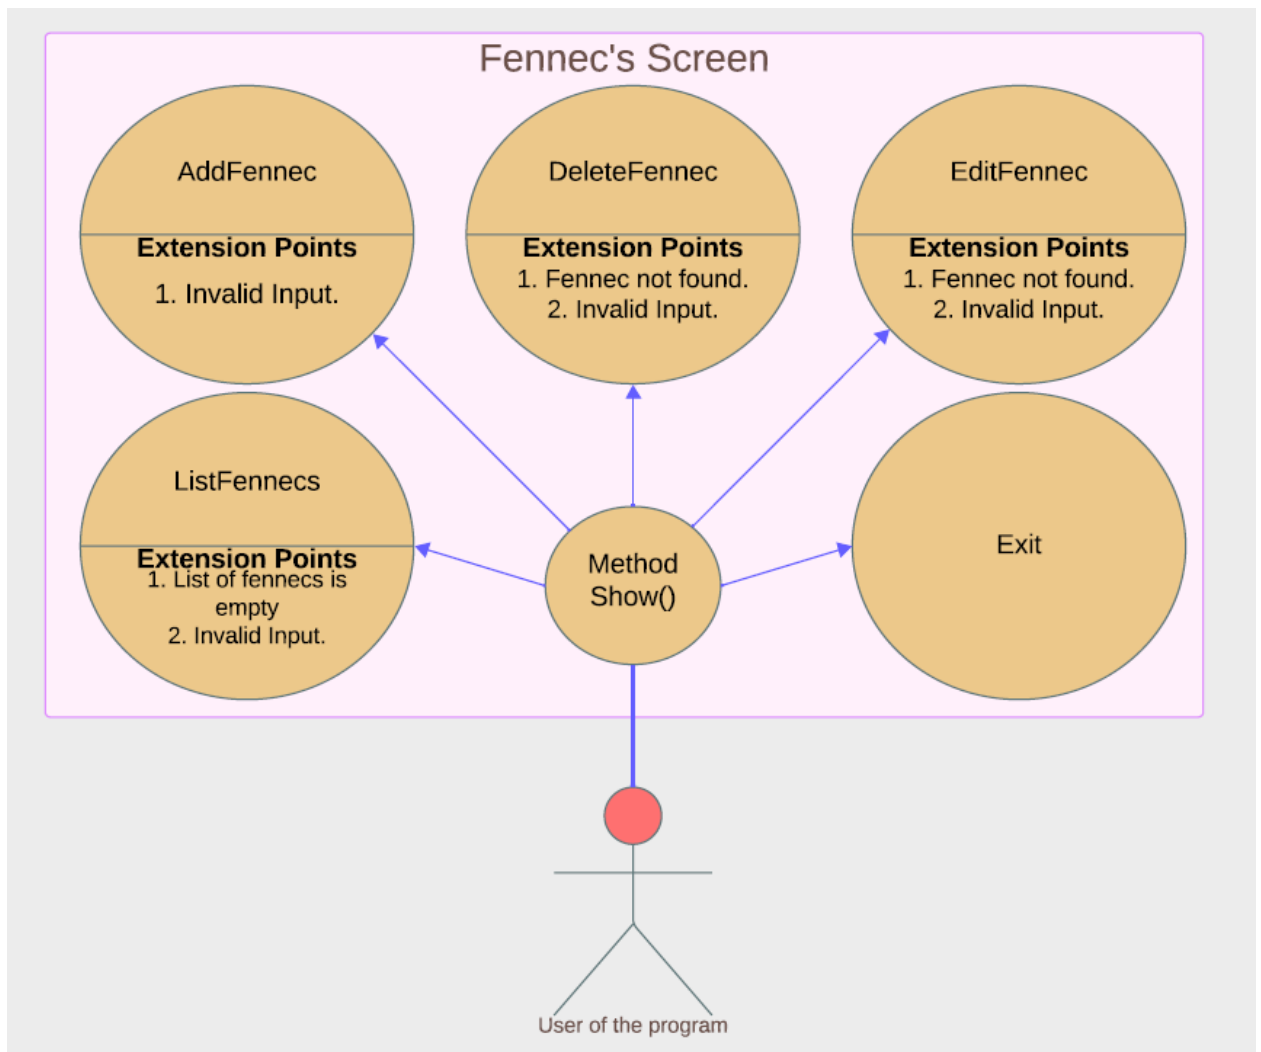 Fennec's Screen
AddFennec
Extension Points
1. Invalid Input.
DeleteFennec
Extension Points
1. Fennec not found.
2. Invalid Input.
EditFennec
Extension Points
1. Fennec not found.
2. Invalid Input.
ListFennecs
Extension Points
1. List of fennecs is
empty
2. Invalid Input.
Method
Show()
Exit
User of the program